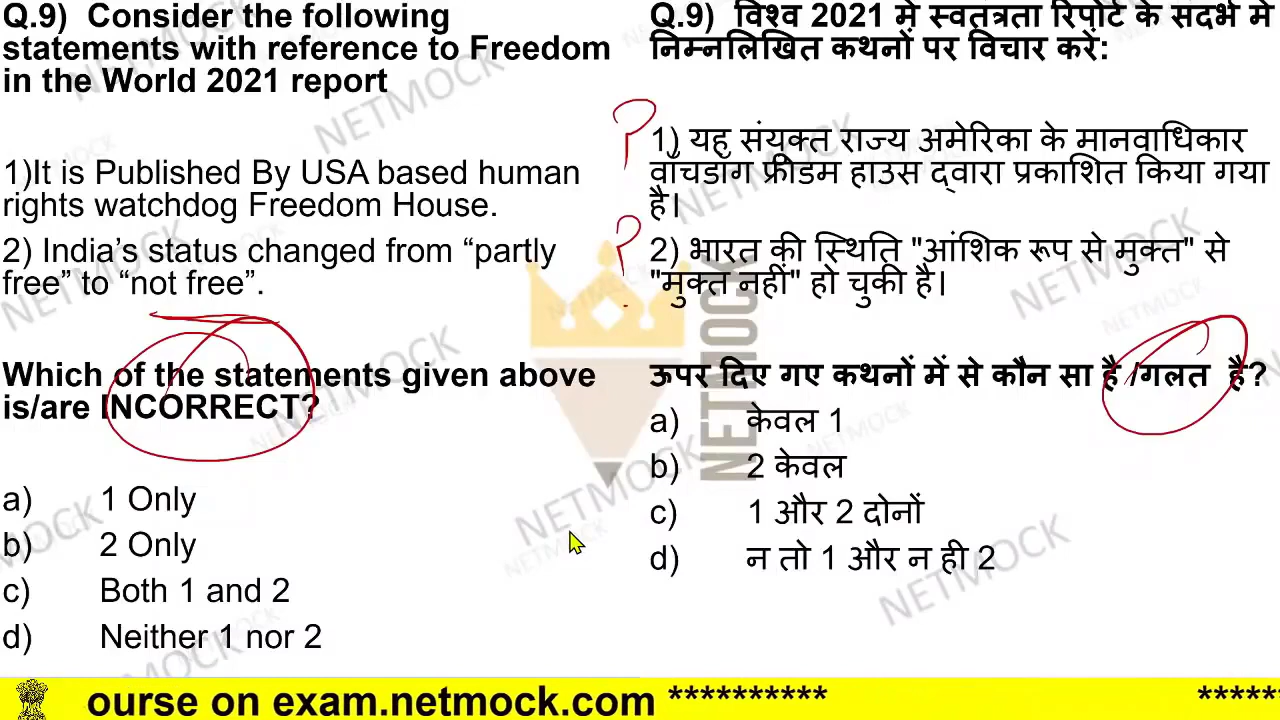 Q.9) Consider the following
statements with reference to Freedom
in the World 2021 report
1)It is Published By USA based human
rights watchdog Freedom House.
2) India's status changed from “partly
free” to “not free”.
Which of the statements given above
is/are INCORRECT?
a) 1 Only
b) 2 Only
c) Both 1 and 2
d) Neither 1 nor 2
Q.9) विश्व 2021 में स्वतंत्रता रिपोर्ट के संदर्भ में
निम्नलिखित कथनों पर विचार करें:
1) यह संयुक्त राज्य अमेरिका के मानवाधिकार
वॉचडॉग फ्रीडम हाउस द्वारा प्रकाशित किया गया
है।
2) भारत की स्थिति "आंशिक रूप से मुक्त" से
"मुक्त नहीं" हो चुकी है।
ऊपर दिए गए कथनों में से कौन सा है /गलत है?
a) केवल 1
b) 2 केवल
c) 1 और 2 दोनों
d) न तो 1 और न ही 2
NETMOCK
ourse on exam.netmock.com ********** *****